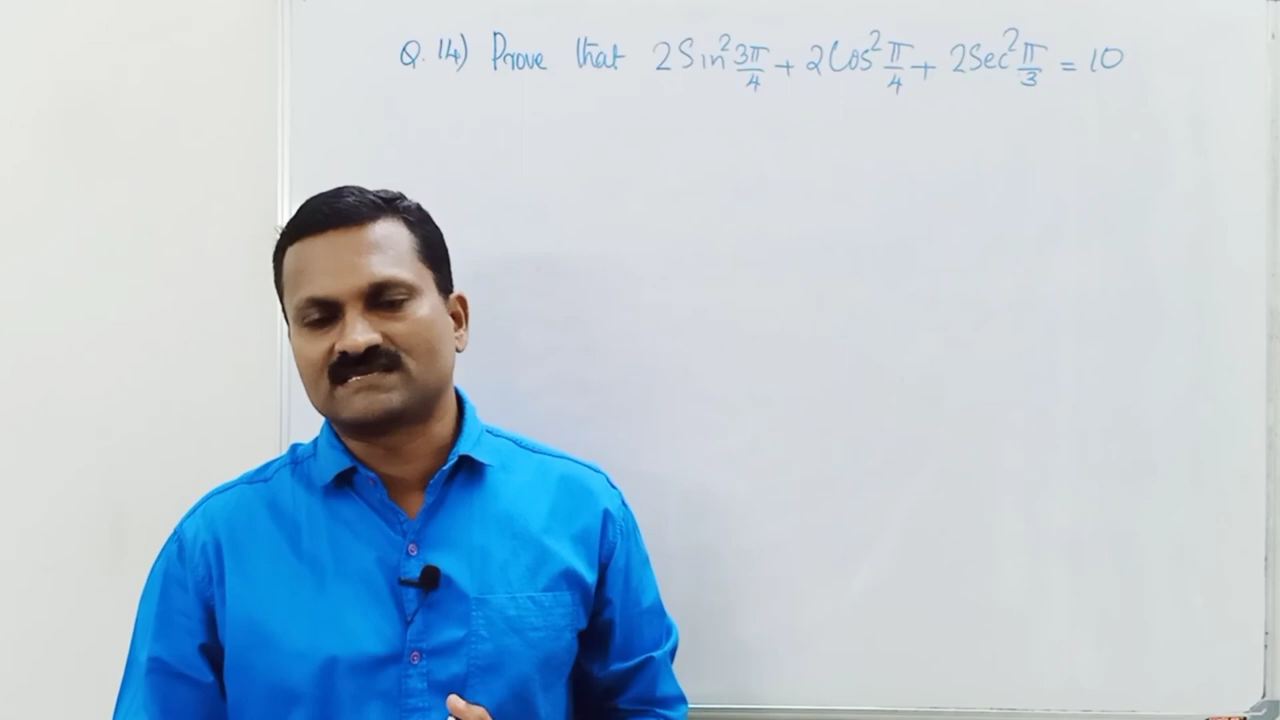 Q. 14) Prove that 2Sin²3π/4 + 2Cos²π/4 + 2Sec²π/3 = 10